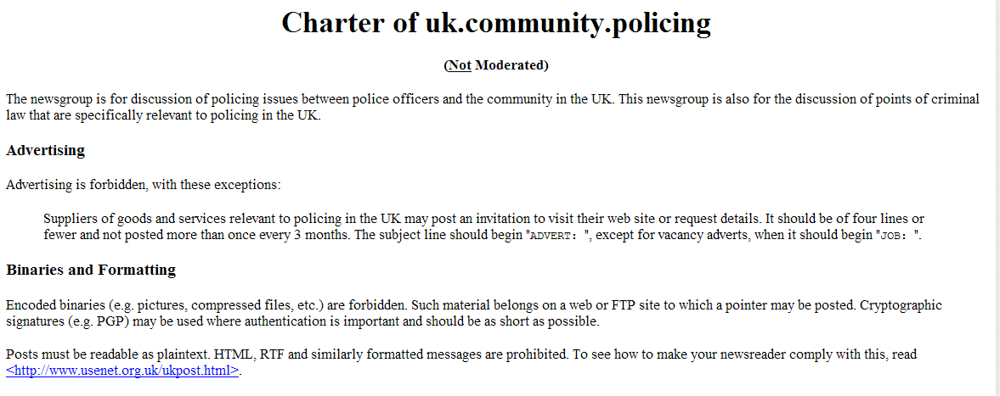 Charter of uk.community.policing
(Not Moderated)
The newsgroup is for discussion of policing issues between police officers and the community in the UK. This newsgroup is also for the discussion of points of criminal
law that are specifically relevant to policing in the UK.
Advertising
Advertising is forbidden, with these exceptions:
Suppliers of goods and services relevant to policing in the UK may post an invitation to visit their web site or request details. It should be of four lines or
fewer and not posted more than once every 3 months. The subject line should begin "ADVERT: ", except for vacancy adverts, when it should begin "JOB: ".
Binaries and Formatting
Encoded binaries (e.g. pictures, compressed files, etc.) are forbidden. Such material belongs on a web or FTP site to which a pointer may be posted. Cryptographic
signatures (e.g. PGP) may be used where authentication is important and should be as short as possible.
Posts must be readable as plaintext. HTML, RTF and similarly formatted messages are prohibited. To see how to make your newsreader comply with this, read
<http://www.usenet.org.uk/ukpost.html>.